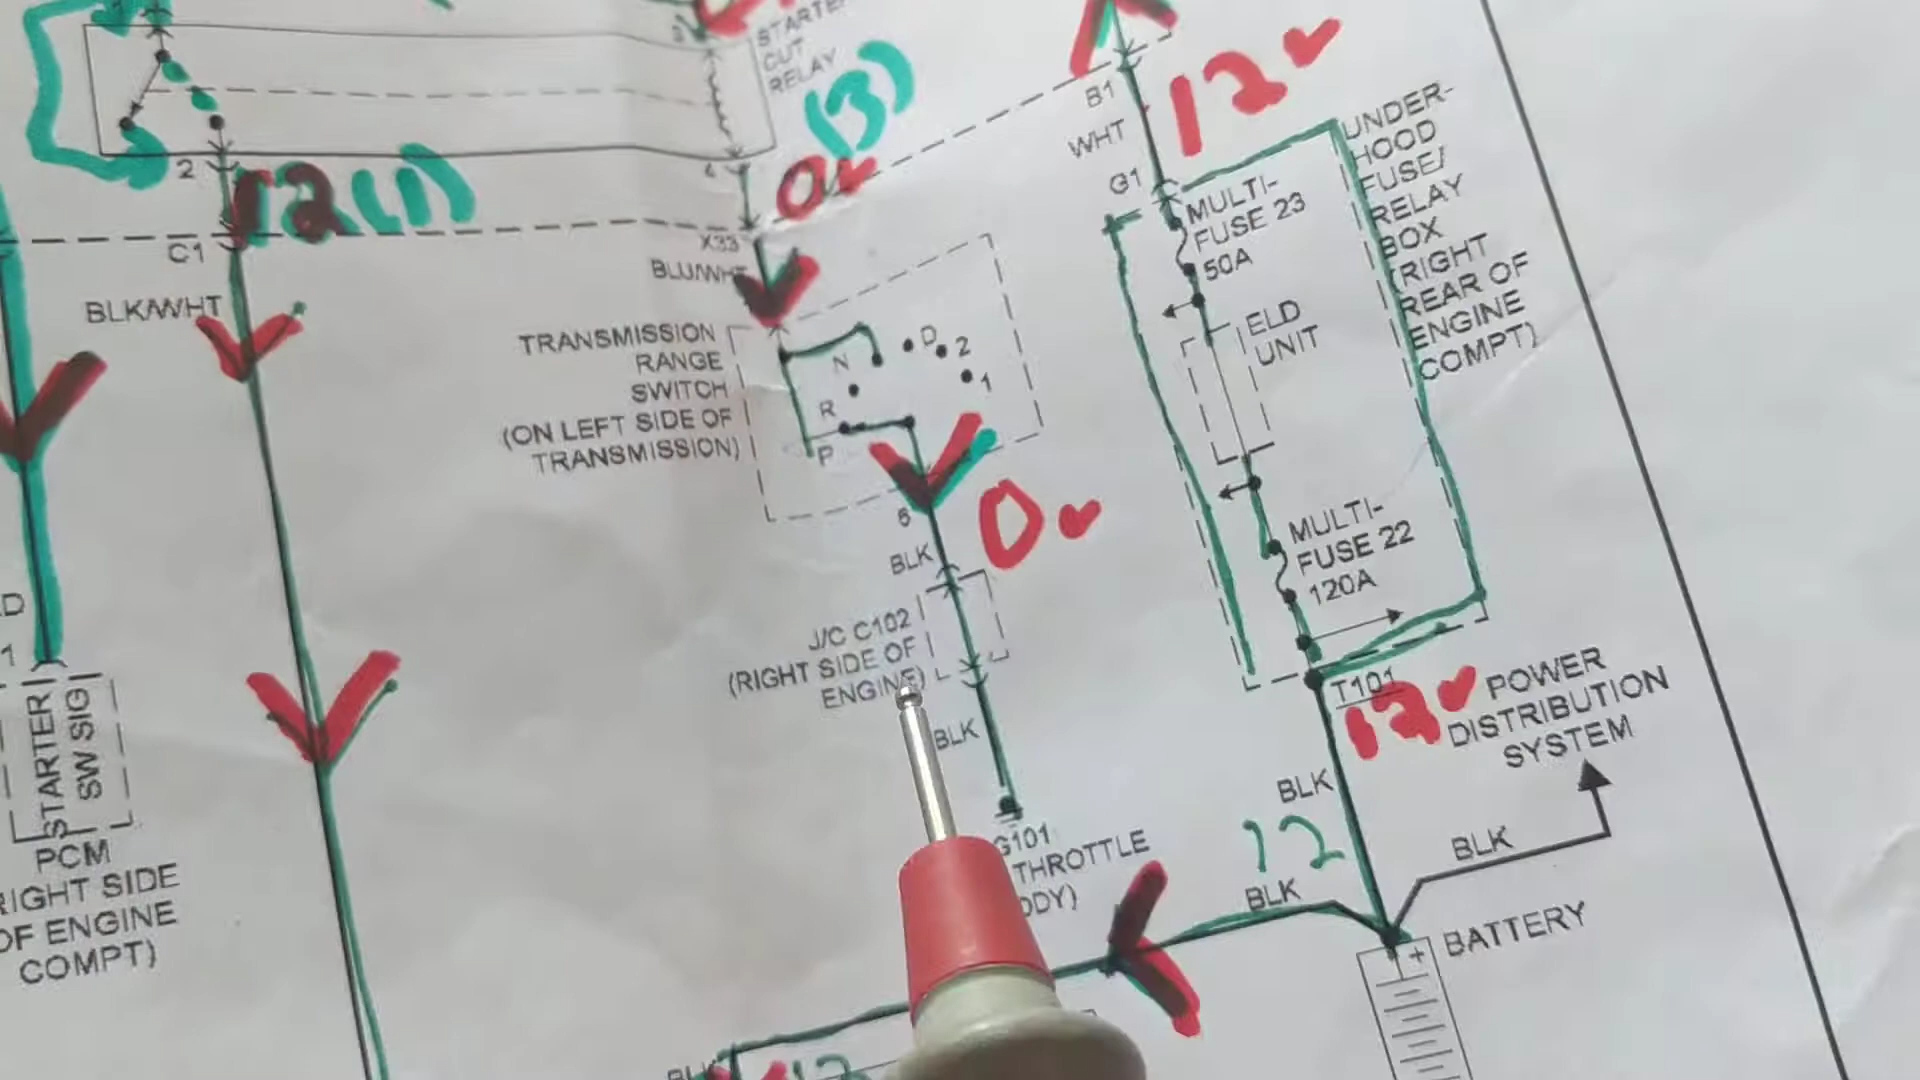 STARTER
CUT
RELAY
(3)
0
2
12 (1)
4
C1
BLK/WHT
X33
BLU/WHT
TRANSMISSION
RANGE
SWITCH
(ON LEFT SIDE OF
TRANSMISSION)
N
D
2
1
R
P
0
BLK
J/C C102
(RIGHT SIDE OF
ENGINE)
BLK
G101
THROTTLE
B1
12
WHT
G1
MULTI-
FUSE 23
50A
UNDER-
HOOD
FUSE/
RELAY
BOX
(RIGHT
REAR OF
ENGINE
COMPT)
ELD
UNIT
MULTI-
FUSE 22
120A
T101
12
POWER
DISTRIBUTION
SYSTEM
BLK
12
BLK
BLK
BATTERY
+
1
STARTER
SW SIG
PCM
RIGHT SIDE
OF ENGINE
COMPT)
12